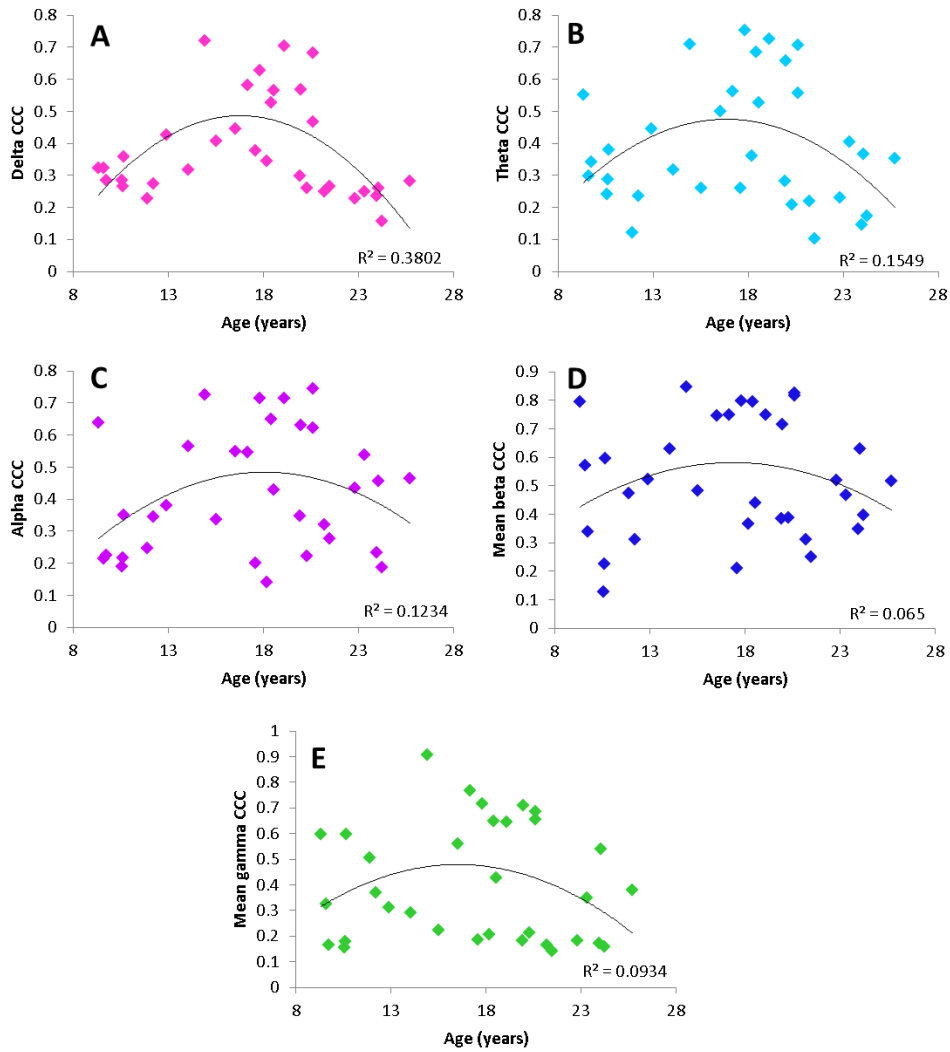 A
Delta CCC
0.8
0.7
0.6
0.5
0.4
0.3
0.2
0.1
0
R² = 0.3802
8 13 18 23 28
Age (years)
B
Theta CCC
0.8
0.7
0.6
0.5
0.4
0.3
0.2
0.1
0
R² = 0.1549
8 13 18 23 28
Age (years)
C
Alpha CCC
0.8
0.7
0.6
0.5
0.4
0.3
0.2
0.1
0
R² = 0.1234
8 13 18 23 28
Age (years)
D
Mean beta CCC
0.9
0.8
0.7
0.6
0.5
0.4
0.3
0.2
0.1
0
R² = 0.065
8 13 18 23 28
Age (years)
E
Mean gamma CCC
1
0.9
0.8
0.7
0.6
0.5
0.4
0.3
0.2
0.1
0
R² = 0.0934
8 13 18 23 28
Age (years)